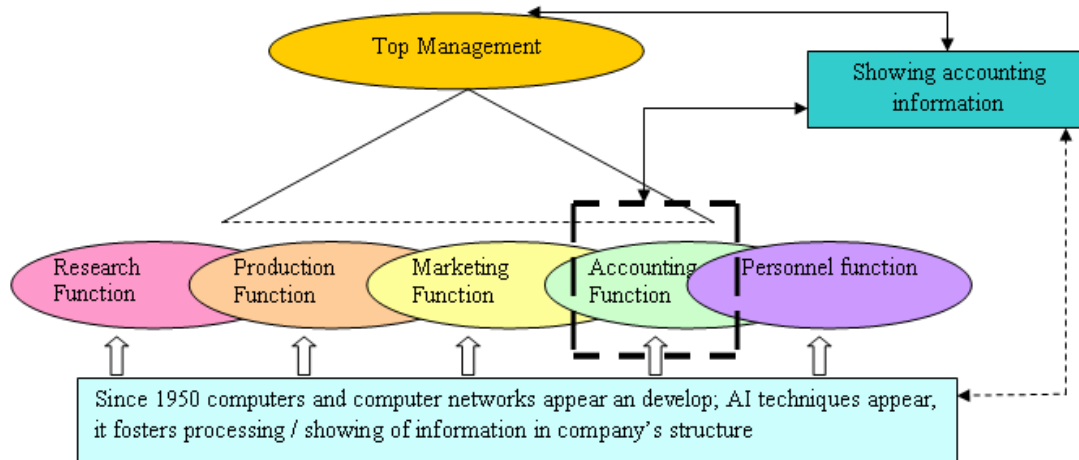 Top Management
Showing accounting
information
Research
Function
Production
Function
Marketing
Function
Accounting
Function
Personnel function
Since 1950 computers and computer networks appear an develop; AI techniques appear,
it fosters processing / showing of information in company’s structure